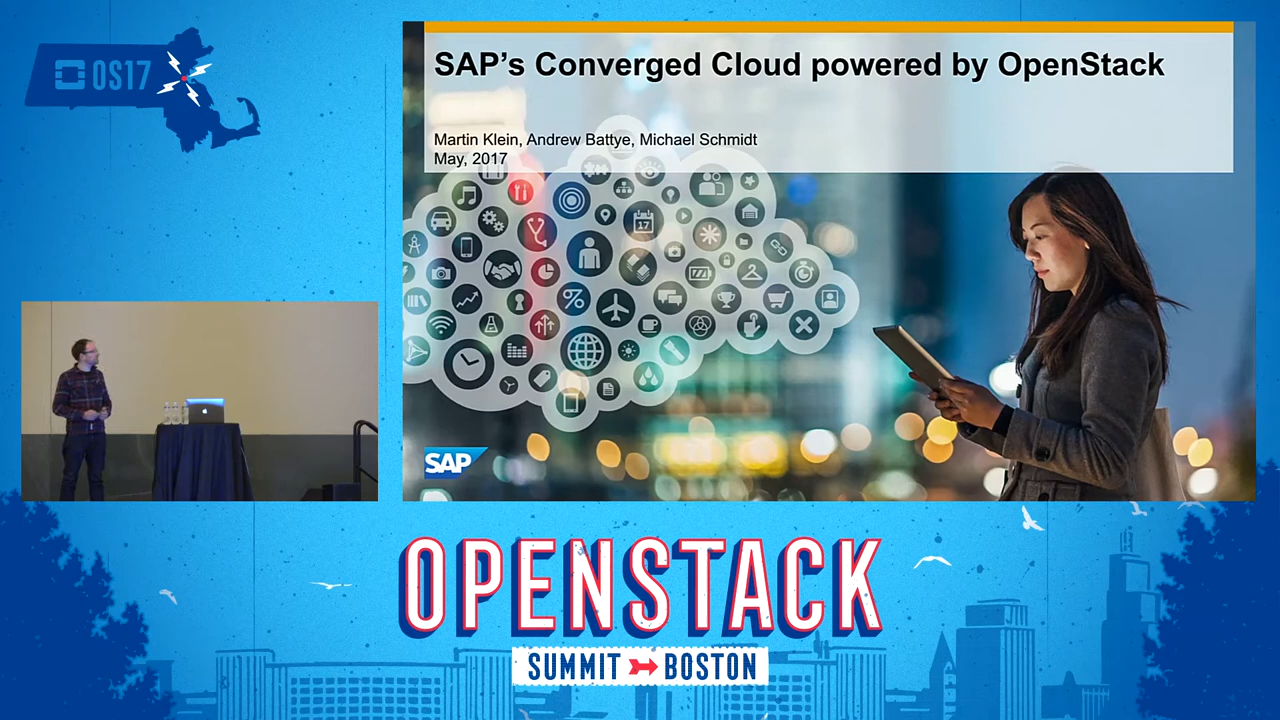 OS17
SAP's Converged Cloud powered by OpenStack
Martin Klein, Andrew Battye, Michael Schmidt
May, 2017
17
SAP
OPENSTACK
SUMMIT BOSTON